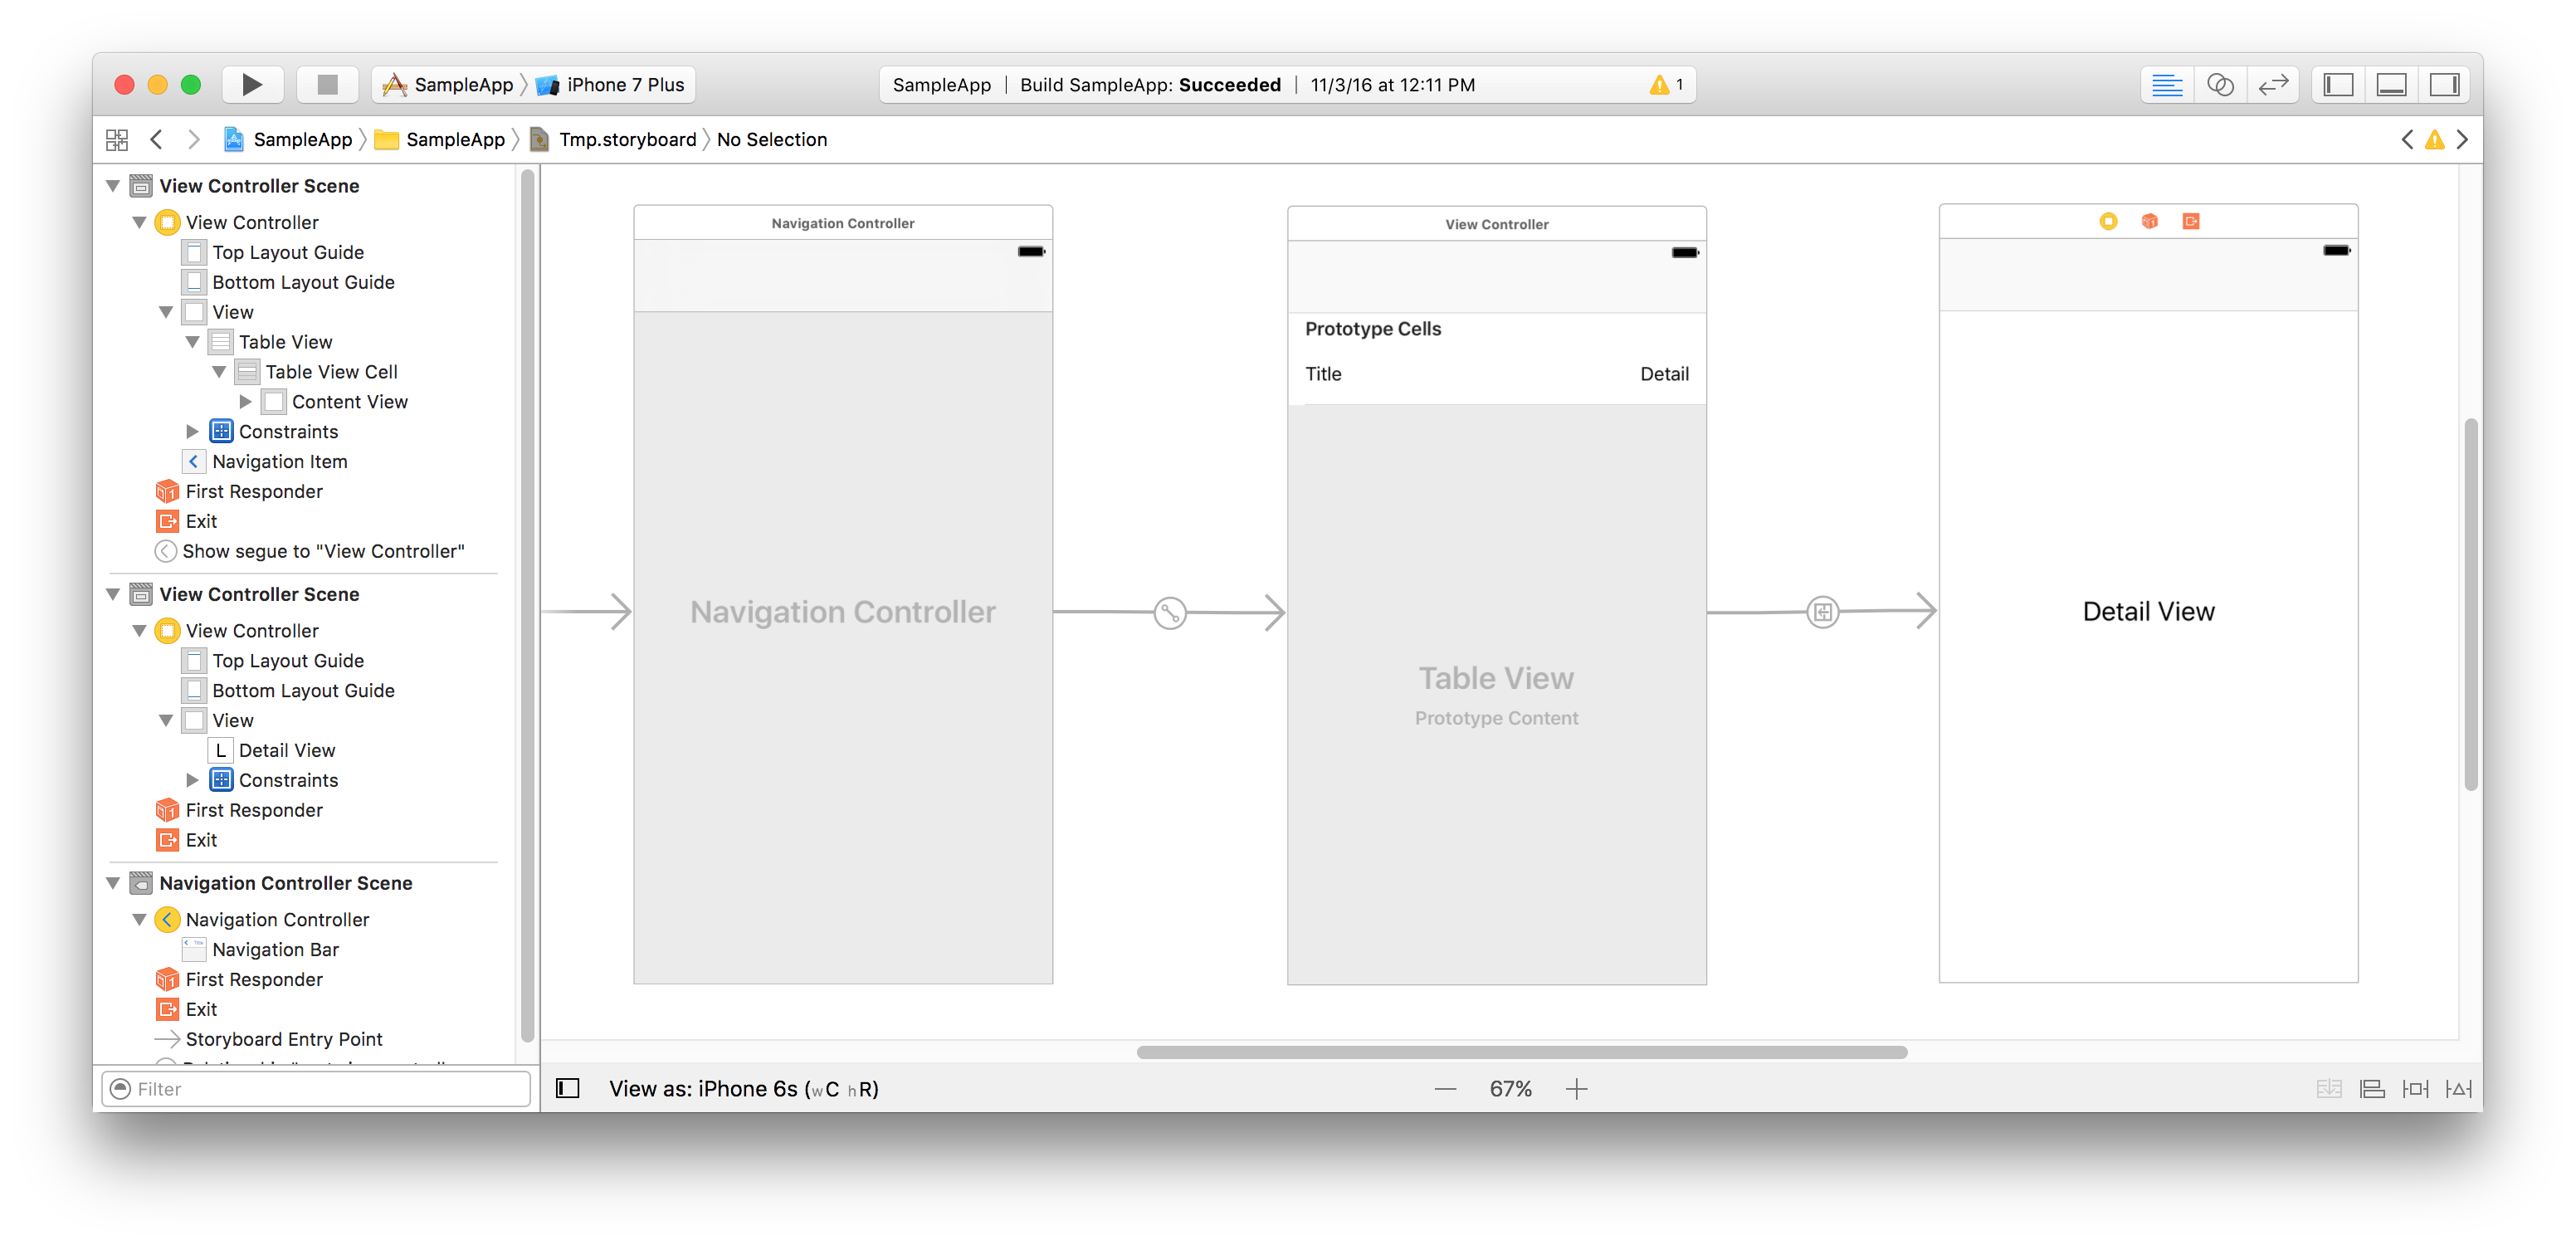 SampleApp iPhone 7 Plus
SampleApp | Build SampleApp: Succeeded | 11/3/16 at 12:11 PM
1
SampleApp SampleApp Tmp.storyboard No Selection
View Controller Scene
View Controller
Top Layout Guide
Bottom Layout Guide
View
Table View
Table View Cell
Content View
Constraints
Navigation Item
First Responder
Exit
Show segue to "View Controller"
View Controller Scene
View Controller
Top Layout Guide
Bottom Layout Guide
View
L Detail View
Constraints
First Responder
Exit
Navigation Controller Scene
Navigation Controller
Navigation Bar
First Responder
Exit
Storyboard Entry Point
Filter
Navigation Controller
Navigation Controller
View Controller
Prototype Cells
Title Detail
Table View
Prototype Content
Detail View
View as: iPhone 6s (wC hR)
67%